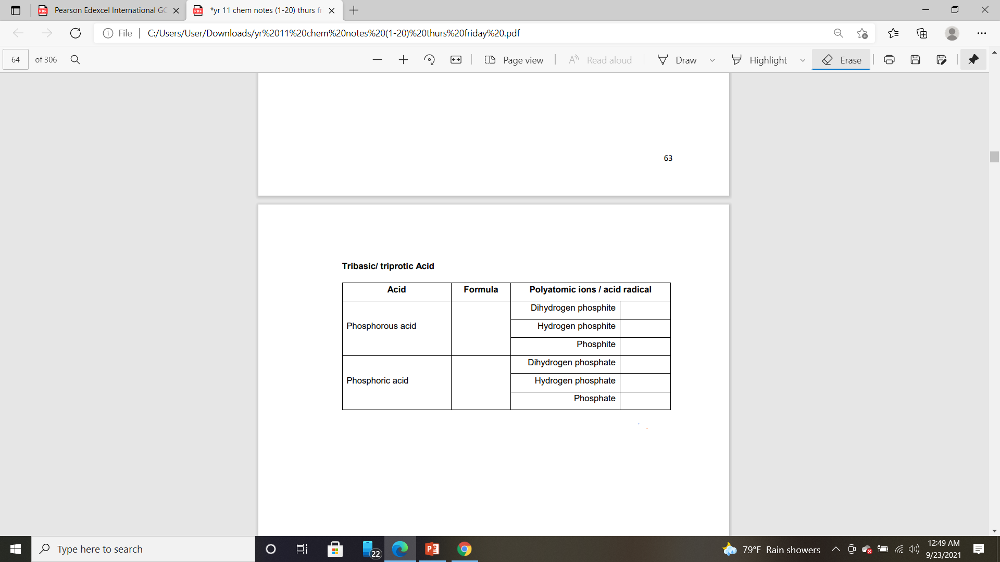 Pearson Edexcel International GC
*yr 11 chem notes (1-20) thurs fr
File
C:/Users/User/Downloads/yr%2011%20chem%20notes%20(1-20)%20thurs%20friday%20.pdf
64 of 306
Page view
Read aloud
Draw
Highlight
Erase
63
Tribasic/ triprotic Acid
Acid Formula Polyatomic ions / acid radical
Dihydrogen phosphite
Phosphorous acid Hydrogen phosphite
Phosphite
Dihydrogen phosphate
Phosphoric acid Hydrogen phosphate
Phosphate
Type here to search
22
79°F Rain showers
12:49 AM
9/23/2021